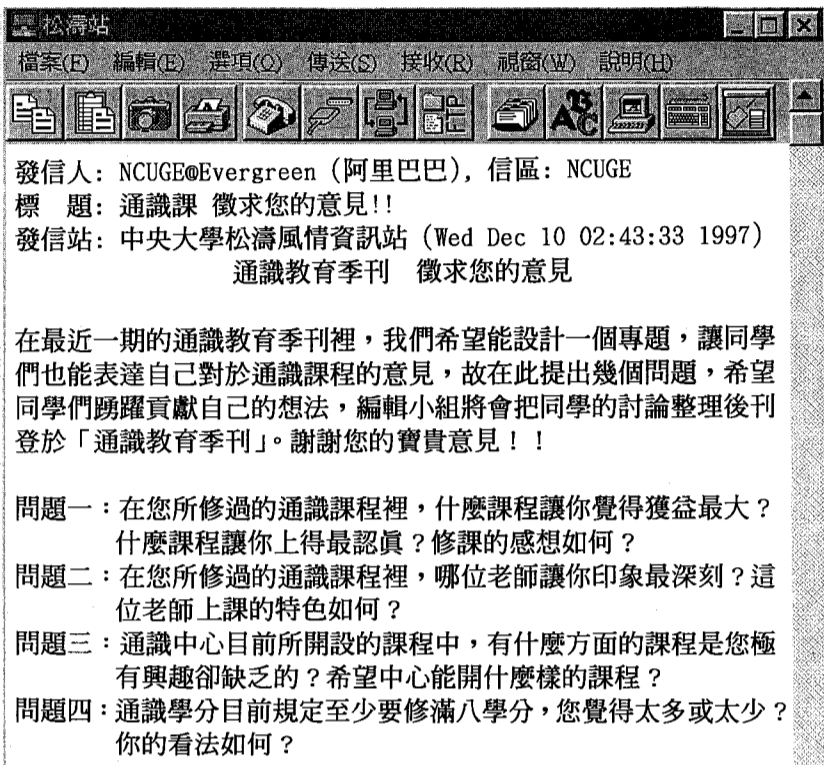 松濤站
檔案(F) 編輯(E) 選項(O) 傳送(S) 接收(R) 視窗(W) 說明(H)
發信人: NCUGE@Evergreen (阿里巴巴), 信區: NCUGE
標 題: 通識課 徵求您的意見!!
發信站: 中央大學松濤風情資訊站 (Wed Dec 10 02:43:33 1997)
通識教育季刊 徵求您的意見
在最近一期的通識教育季刊裡，我們希望能設計一個專題，讓同學
們也能表達自己對於通識課程的意見，故在此提出幾個問題，希望
同學們踴躍貢獻自己的想法，編輯小組將會把同學的討論整理後刊
登於「通識教育季刊」。謝謝您的寶貴意見！！
問題一：在您所修過的通識課程裡，什麼課程讓你覺得獲益最大？
什麼課程讓你上得最認真？修課的感想如何？
問題二：在您所修過的通識課程裡，哪位老師讓你印象最深刻？這
位老師上課的特色如何？
問題三：通識中心目前所開設的課程中，有什麼方面的課程是您極
有興趣卻缺乏的？希望中心能開什麼樣的課程？
問題四：通識學分目前規定至少要修滿八學分，您覺得太多或太少？
你的看法如何？